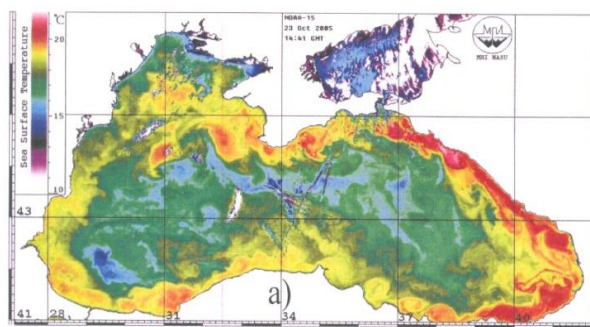 °C
20
15
10
Sea Surface Temperature
NOAA-15
23 Oct 2005
14:41 GMT
МГИ
MHI NASU
43
a)
41
28
31
34
37
40